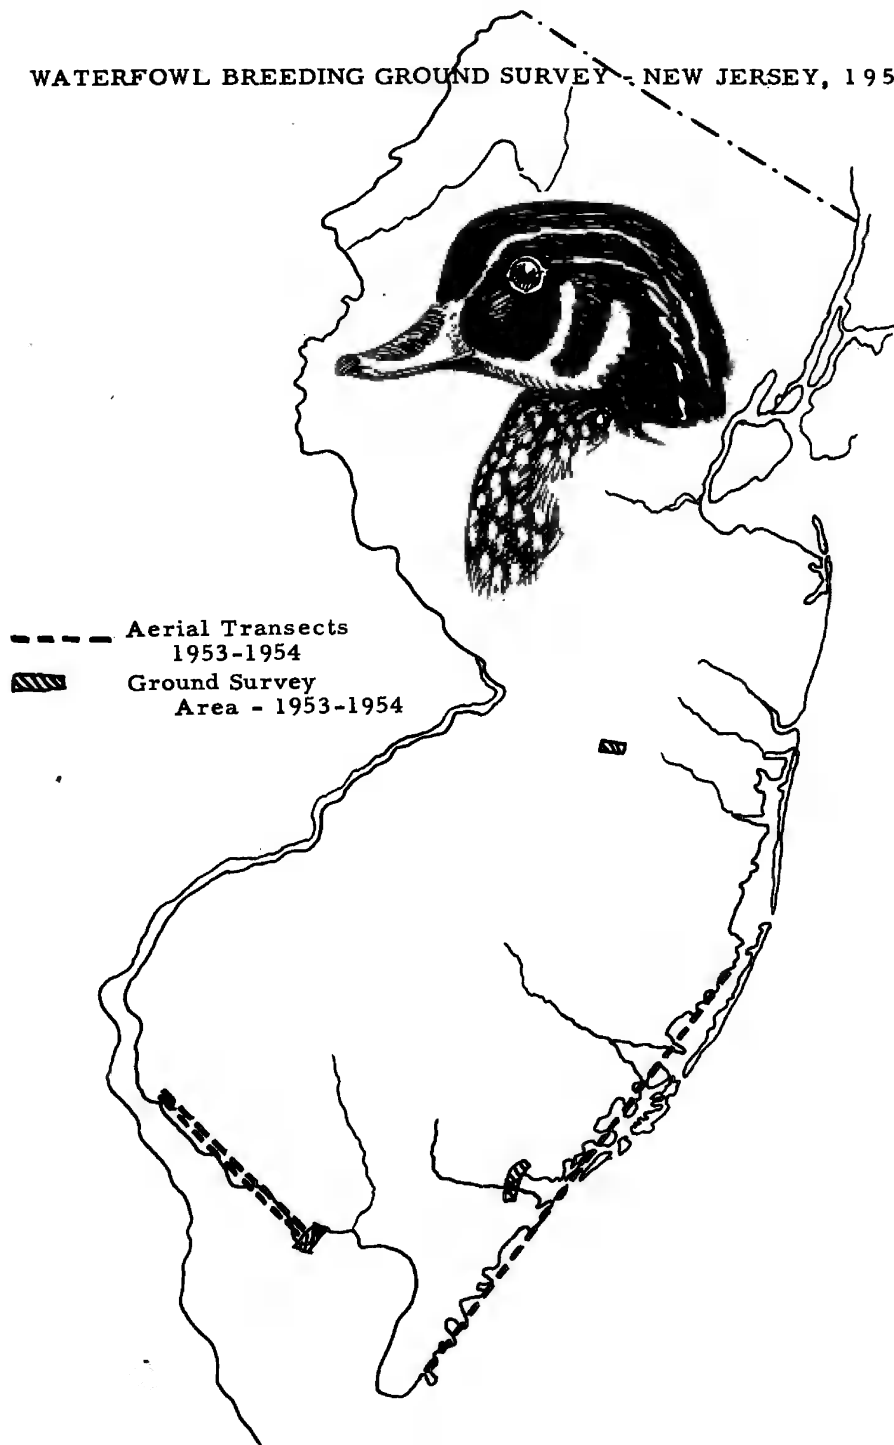 WATERFOWL BREEDING GROUND SURVEY - NEW JERSEY, 195
Aerial Transects
1953-1954
Ground Survey
Area - 1953-1954